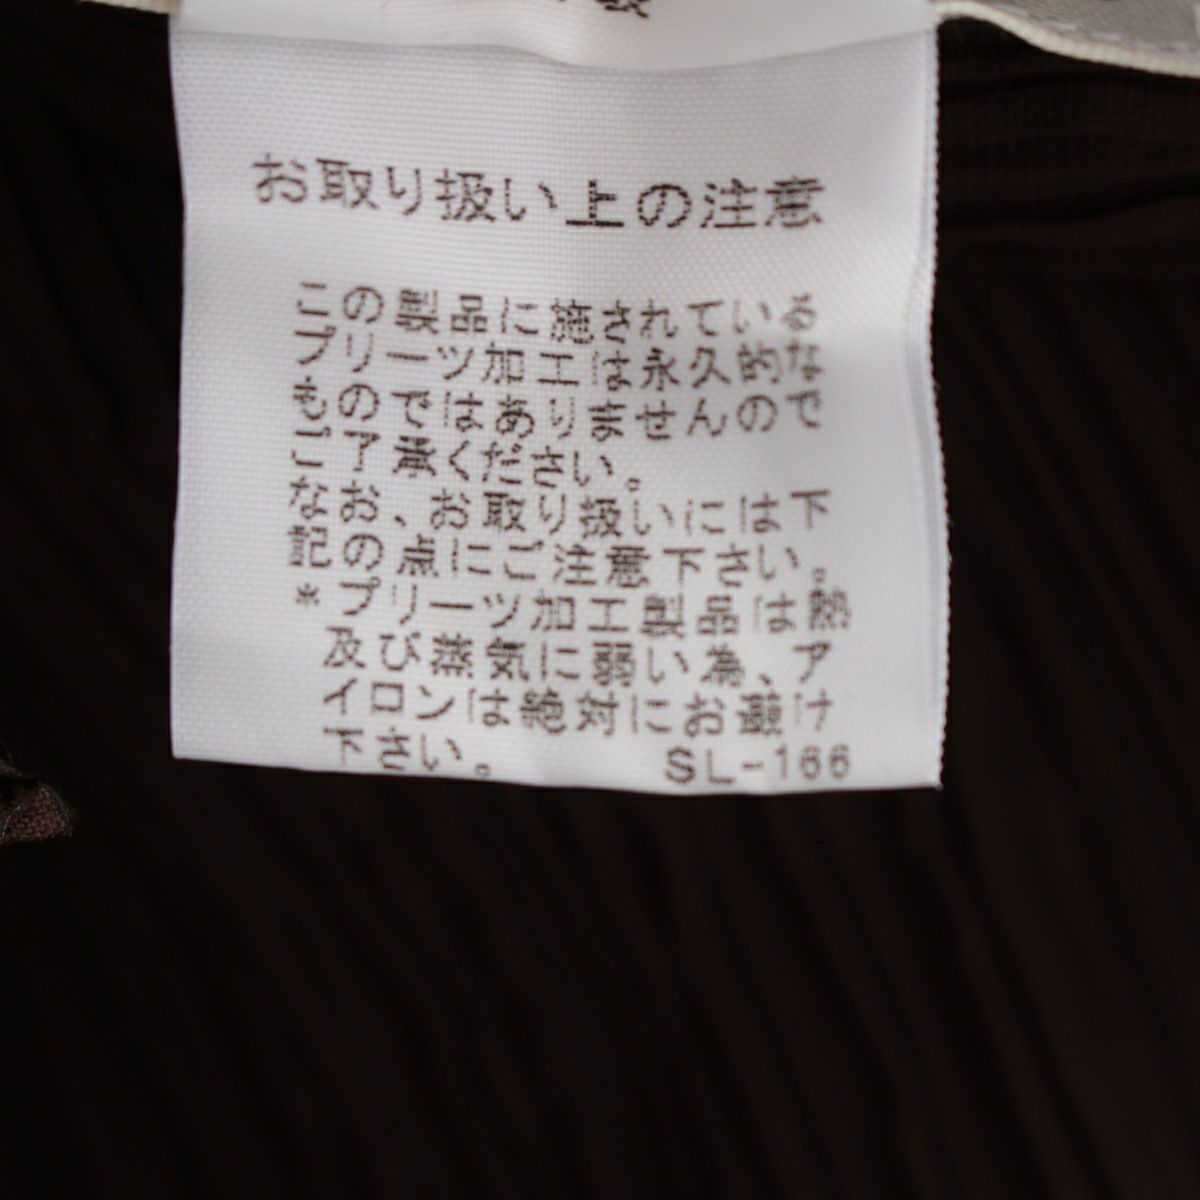 お取り扱い上の注意
この製品に施されている
プリーツ加工は永久的な
ものではありませんので
ご了承ください。
なお、お取り扱いには下
記の点にご注意下さい。
*プリーツ加工製品は熱
及び蒸気に弱い為、ア
イロンは絶対にお避け
下さい。 SL-166